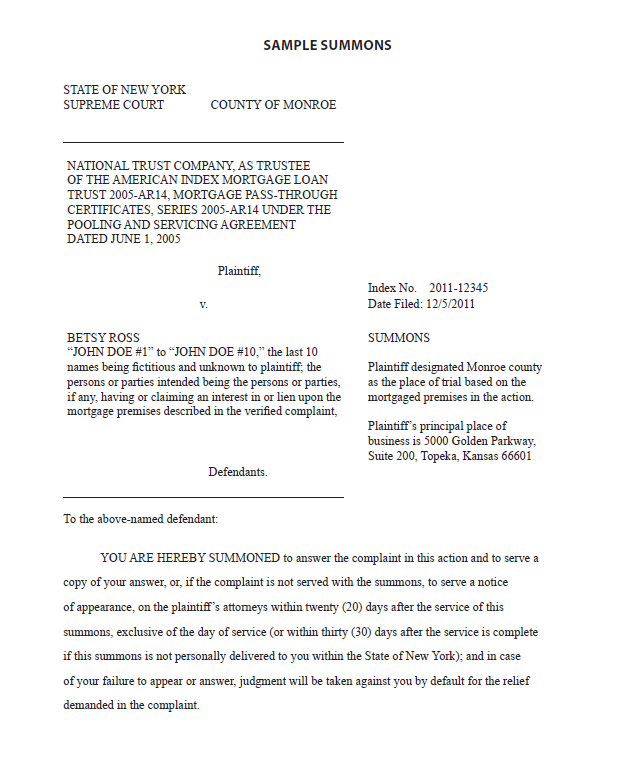 SAMPLE SUMMONS
STATE OF NEW YORK
SUPREME COURT COUNTY OF MONROE
NATIONAL TRUST COMPANY, AS TRUSTEE
OF THE AMERICAN INDEX MORTGAGE LOAN
TRUST 2005-AR14, MORTGAGE PASS-THROUGH
CERTIFICATES, SERIES 2005-AR14 UNDER THE
POOLING AND SERVICING AGREEMENT
DATED JUNE 1, 2005
Plaintiff,
Index No. 2011-12345
v.
Date Filed: 12/5/2011
BETSY ROSS
“JOHN DOE #1” to “JOHN DOE #10,” the last 10
names being fictitious and unknown to plaintiff; the
persons or parties intended being the persons or parties,
if any, having or claiming an interest in or lien upon the
mortgage premises described in the verified complaint,
Defendants.
SUMMONS
Plaintiff designated Monroe county
as the place of trial based on the
mortgaged premises in the action.
Plaintiff’s principal place of
business is 5000 Golden Parkway,
Suite 200, Topeka, Kansas 66601
To the above-named defendant:
YOU ARE HEREBY SUMMONED to answer the complaint in this action and to serve a
copy of your answer, or, if the complaint is not served with the summons, to serve a notice
of appearance, on the plaintiff’s attorneys within twenty (20) days after the service of this
summons, exclusive of the day of service (or within thirty (30) days after the service is complete
if this summons is not personally delivered to you within the State of New York); and in case
of your failure to appear or answer, judgment will be taken against you by default for the relief
demanded in the complaint.